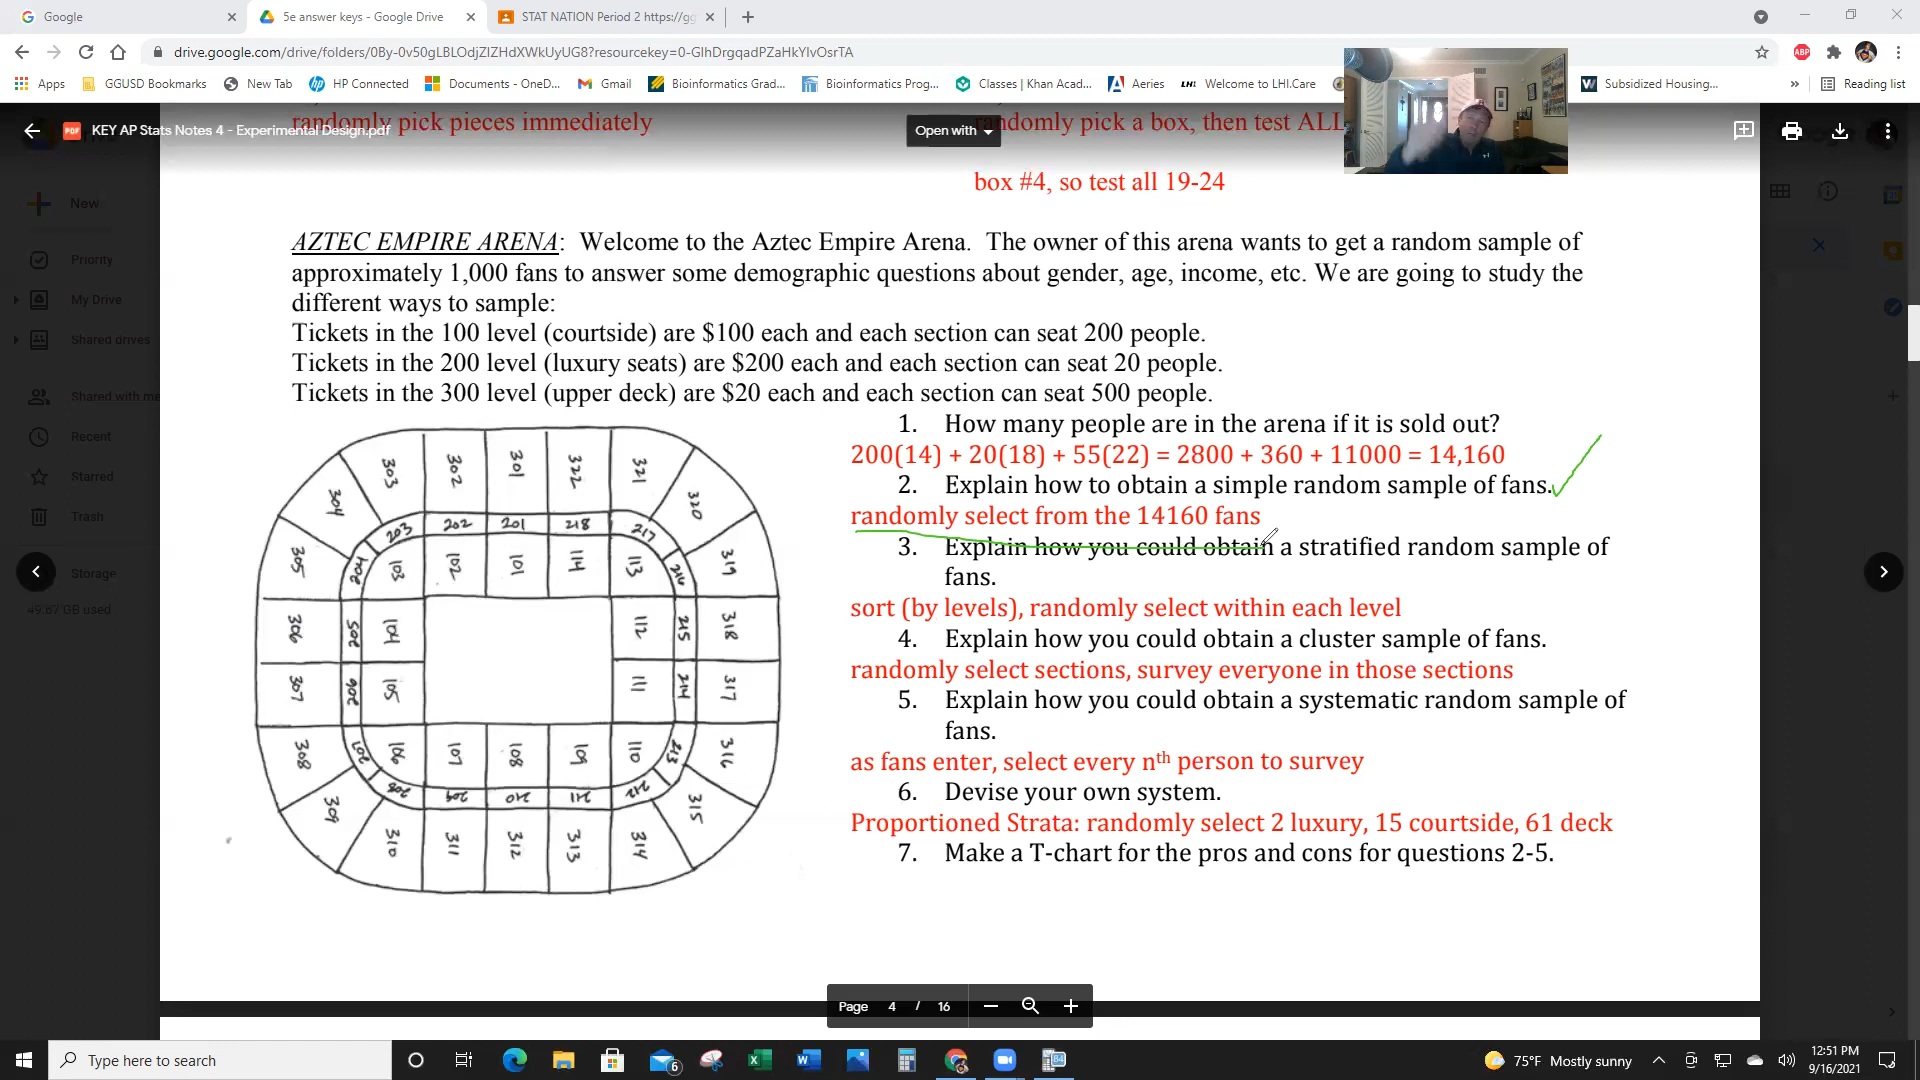 Google
5e answer keys - Google Drive
STAT NATION Period 2 https://gg
drive.google.com/drive/folders/0By-0v50gLBLOdjZIZHdXWkUyUG8?resourcekey=0-GIhDrgqadPZaHkYlvOsrTA
ABP
Apps
GGUSD Bookmarks
New Tab
HP Connected
Documents - OneD...
Gmail
Bioinformatics Grad...
Bioinformatics Prog...
Classes | Khan Acad...
Aeries
LHI
Welcome to LHI.Care
Subsidized Housing...
Reading list
randomly pick pieces immediately
randomly pick a box, then test ALL
PDF
KEY AP Stats Notes 4 - Experimental Design.pdf
Open with
box #4, so test all 19-24
New
Priority
My Drive
Shared drives
Shared with me
Recent
Starred
Trash
Storage
49.67 GB used
AZTEC EMPIRE ARENA: Welcome to the Aztec Empire Arena. The owner of this arena wants to get a random sample of
approximately 1,000 fans to answer some demographic questions about gender, age, income, etc. We are going to study the
different ways to sample:
Tickets in the 100 level (courtside) are $100 each and each section can seat 200 people.
Tickets in the 200 level (luxury seats) are $200 each and each section can seat 20 people.
Tickets in the 300 level (upper deck) are $20 each and each section can seat 500 people.
1. How many people are in the arena if it is sold out?
200(14) + 20(18) + 55(22) = 2800 + 360 + 11000 = 14,160
2. Explain how to obtain a simple random sample of fans.
randomly select from the 14160 fans
3. Explain how you could obtain a stratified random sample of
fans.
sort (by levels), randomly select within each level
4. Explain how you could obtain a cluster sample of fans.
randomly select sections, survey everyone in those sections
5. Explain how you could obtain a systematic random sample of
fans.
as fans enter, select every nth person to survey
6. Devise your own system.
Proportioned Strata: randomly select 2 luxury, 15 courtside, 61 deck
7. Make a T-chart for the pros and cons for questions 2-5.
303 302 301 322 321
304 320
203 202 201 218 217
305 204 103 102 101 114 113 216 319
306 205 104 112 215 318
307 206 105 111 214 317
308 207 106 107 108 109 110 213 316
208 209 210 211 212
309 315
310 311 312 313 314
Page 4 / 16
Type here to search
6
84
75°F Mostly sunny
12:51 PM
9/16/2021